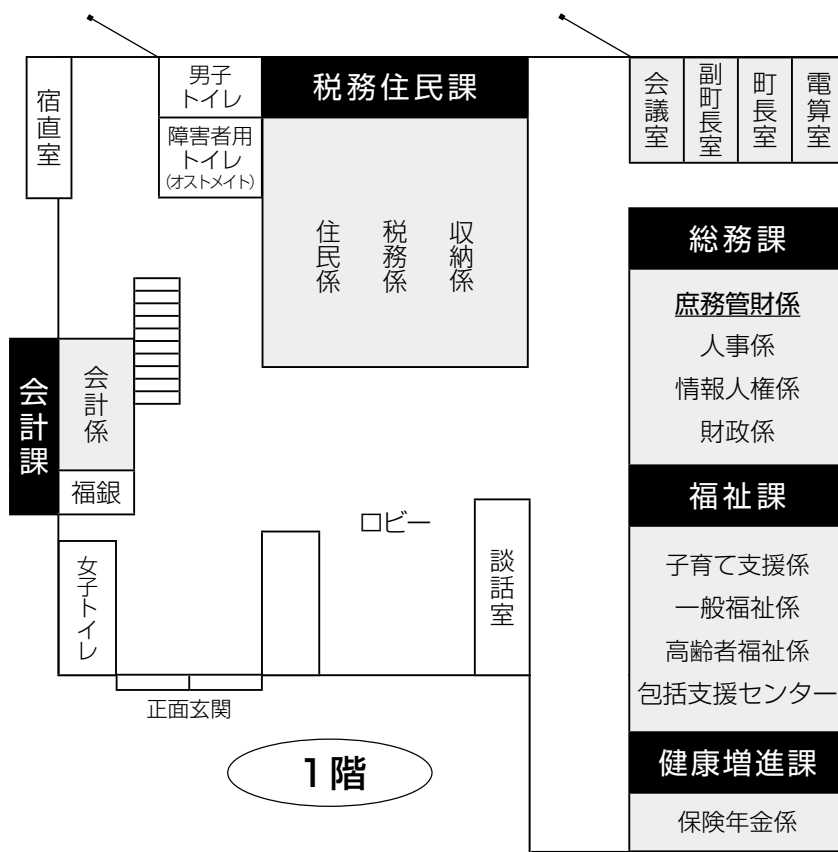 宿直室
男子
トイレ
障害者用
トイレ
(オストメイト)
税務住民課
住民係
税務係
収納係
会議室
副町長室
町長室
電算室
総務課
庶務管財係
人事係
情報人権係
財政係
会計課
会計係
福銀
女子トイレ
ロビー
談話室
福祉課
子育て支援係
一般福祉係
高齢者福祉係
包括支援センター
健康増進課
保険年金係
正面玄関
1階